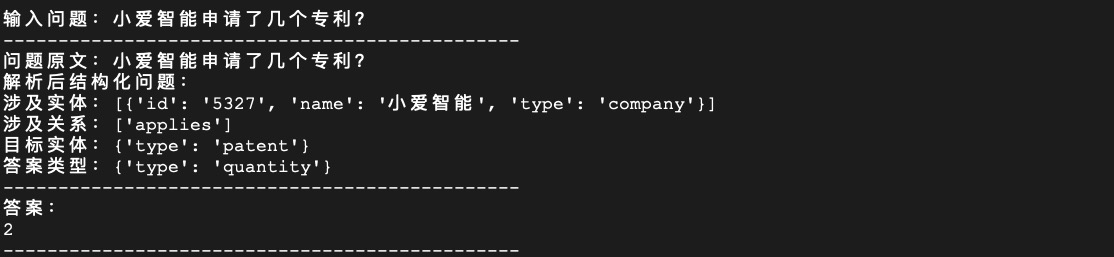 输入问题：小爱智能申请了几个专利？
-----------------------------------------------
问题原文：小爱智能申请了几个专利？
解析后结构化问题：
涉及实体：[{'id': '5327', 'name': '小爱智能', 'type': 'company'}]
涉及关系：['applies']
目标实体：{'type': 'patent'}
答案类型：{'type': 'quantity'}
-----------------------------------------------
答案：
2
-----------------------------------------------